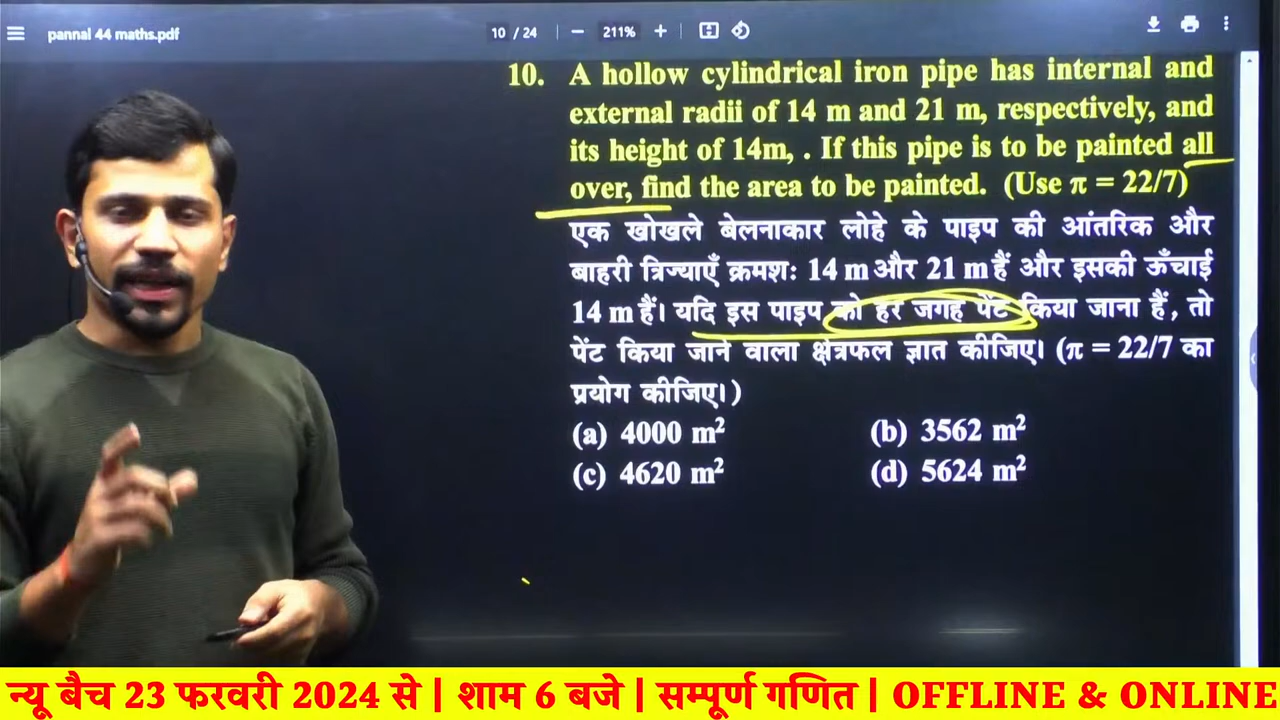 pannal 44 maths.pdf
10 / 24
211%
10. A hollow cylindrical iron pipe has internal and
external radii of 14 m and 21 m, respectively, and
its height of 14m, . If this pipe is to be painted all
over, find the area to be painted. (Use π = 22/7)
एक खोखले बेलनाकार लोहे के पाइप की आंतरिक और
बाहरी त्रिज्याएँ क्रमशः 14 m और 21 m हैं और इसकी ऊँचाई
14 m हैं। यदि इस पाइप को हर जगह पेंट किया जाना हैं, तो
पेंट किया जाने वाला क्षेत्रफल ज्ञात कीजिए। (π = 22/7 का
प्रयोग कीजिए।)
(a) 4000 m² (b) 3562 m²
(c) 4620 m² (d) 5624 m²
न्यू बैच 23 फरवरी 2024 से | शाम 6 बजे | सम्पूर्ण गणित | OFFLINE & ONLINE